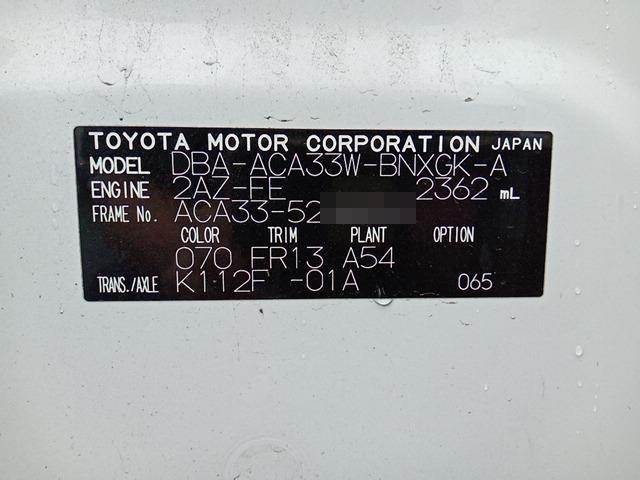 TOYOTA MOTOR CORPORATION JAPAN
MODEL DBA-ACA33W-BNXGK-A
ENGINE 2AZ-FE 2362 mL
FRAME No. ACA33-52
COLOR TRIM PLANT OPTION
070 FR13 A54
TRANS./AXLE K112F -01A 065